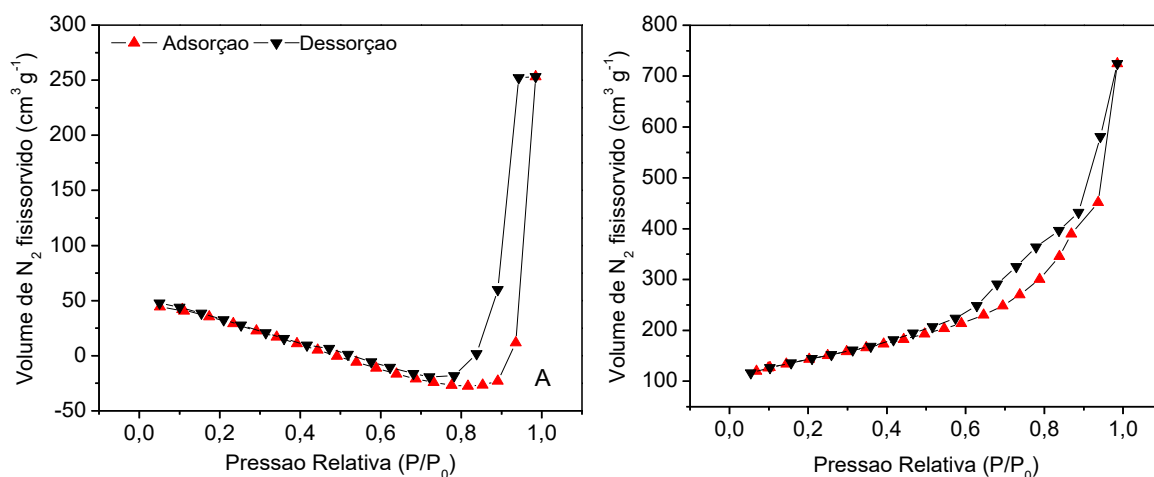 Volume de N₂ fisissorvido (cm³ g⁻¹)
300
250
200
150
100
50
0
-50
Adsorçao
Dessorçao
A
0,0 0,2 0,4 0,6 0,8 1,0
Pressao Relativa (P/P₀)
Volume de N₂ fisissorvido (cm³ g⁻¹)
800
700
600
500
400
300
200
100
0,0 0,2 0,4 0,6 0,8 1,0
Pressao Relativa (P/P₀)